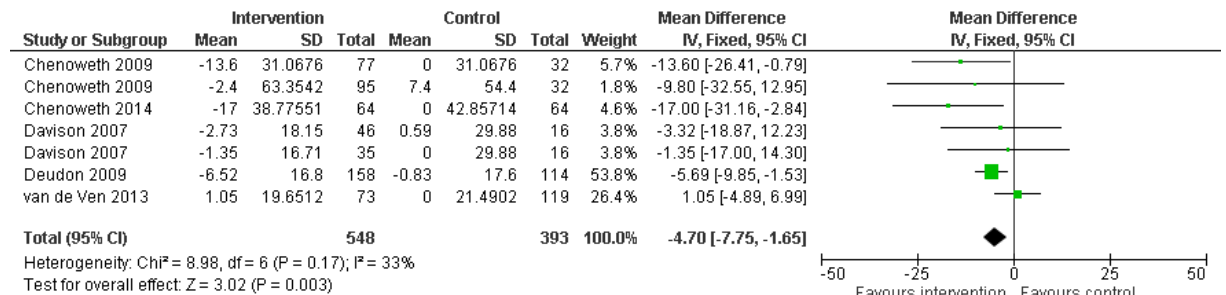 Intervention Control Mean Difference Mean Difference
Study or Subgroup Mean SD Total Mean SD Total Weight IV, Fixed, 95% CI IV, Fixed, 95% CI
Chenoweth 2009 -13.6 31.0676 77 0 31.0676 32 5.7% -13.60 [-26.41, -0.79]
Chenoweth 2009 -2.4 63.3542 95 7.4 54.4 32 1.8% -9.80 [-32.55, 12.95]
Chenoweth 2014 -17 38.77551 64 0 42.85714 64 4.6% -17.00 [-31.16, -2.84]
Davison 2007 -2.73 18.15 46 0.59 29.88 16 3.8% -3.32 [-18.87, 12.23]
Davison 2007 -1.35 16.71 35 0 29.88 16 3.8% -1.35 [-17.00, 14.30]
Deudon 2009 -6.52 16.8 158 -0.83 17.6 114 53.8% -5.69 [-9.85, -1.53]
van de Ven 2013 1.05 19.6512 73 0 21.4902 119 26.4% 1.05 [-4.89, 6.99]
Total (95% CI) 548 393 100.0% -4.70 [-7.75, -1.65]
Heterogeneity: Chi² = 8.98, df = 6 (P = 0.17); I² = 33%
Test for overall effect: Z = 3.02 (P = 0.003)
-50 -25 0 25 50
Favours intervention Favours control